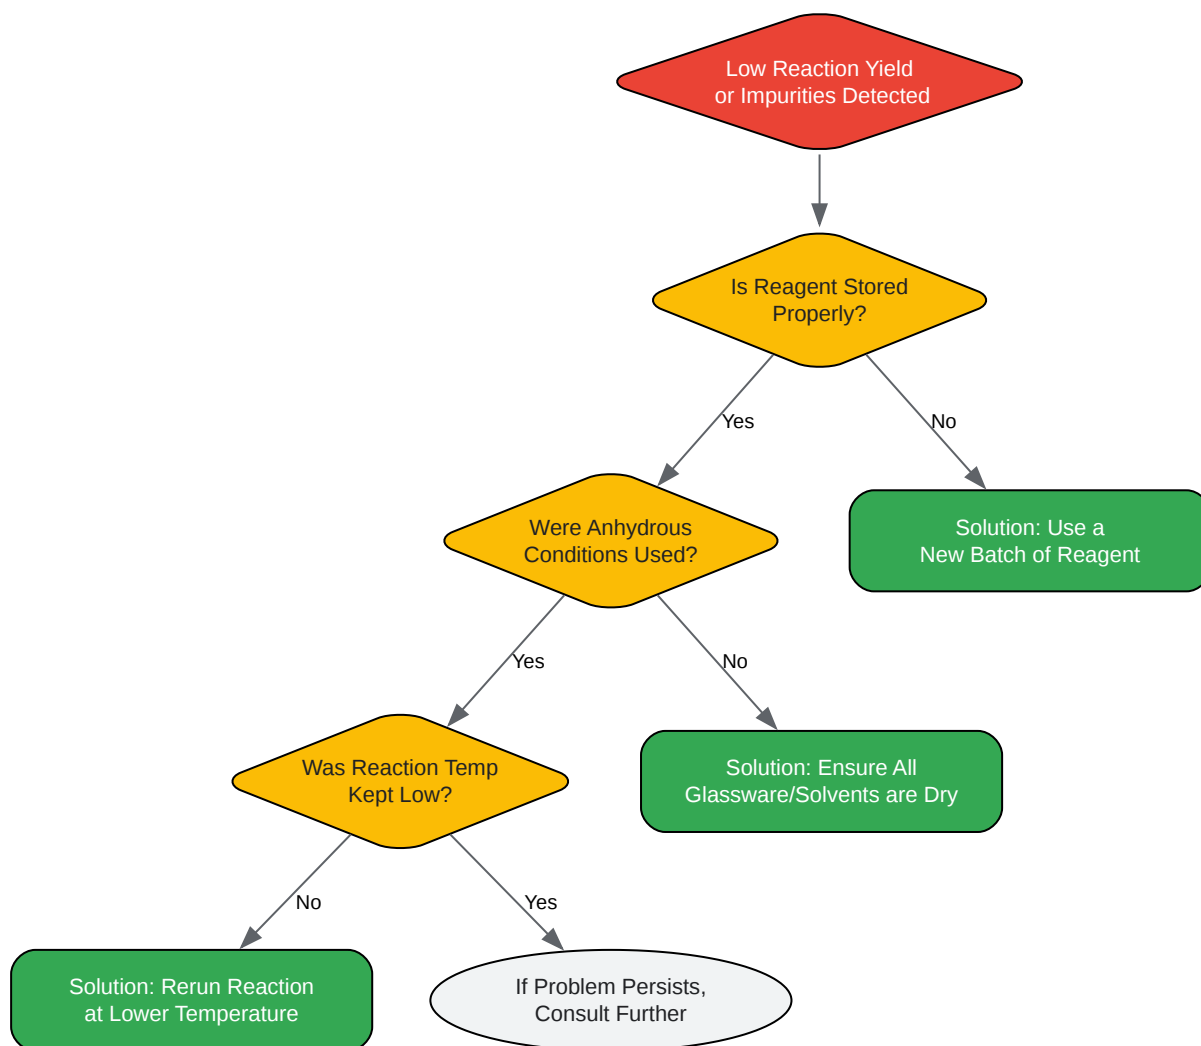 Low Reaction Yield
or Impurities Detected
Is Reagent Stored
Properly?
Yes
No
Were Anhydrous
Conditions Used?
Solution: Use a
New Batch of Reagent
Yes
No
Was Reaction Temp
Kept Low?
Solution: Ensure All
Glassware/Solvents are Dry
No
Yes
Solution: Rerun Reaction
at Lower Temperature
If Problem Persists,
Consult Further